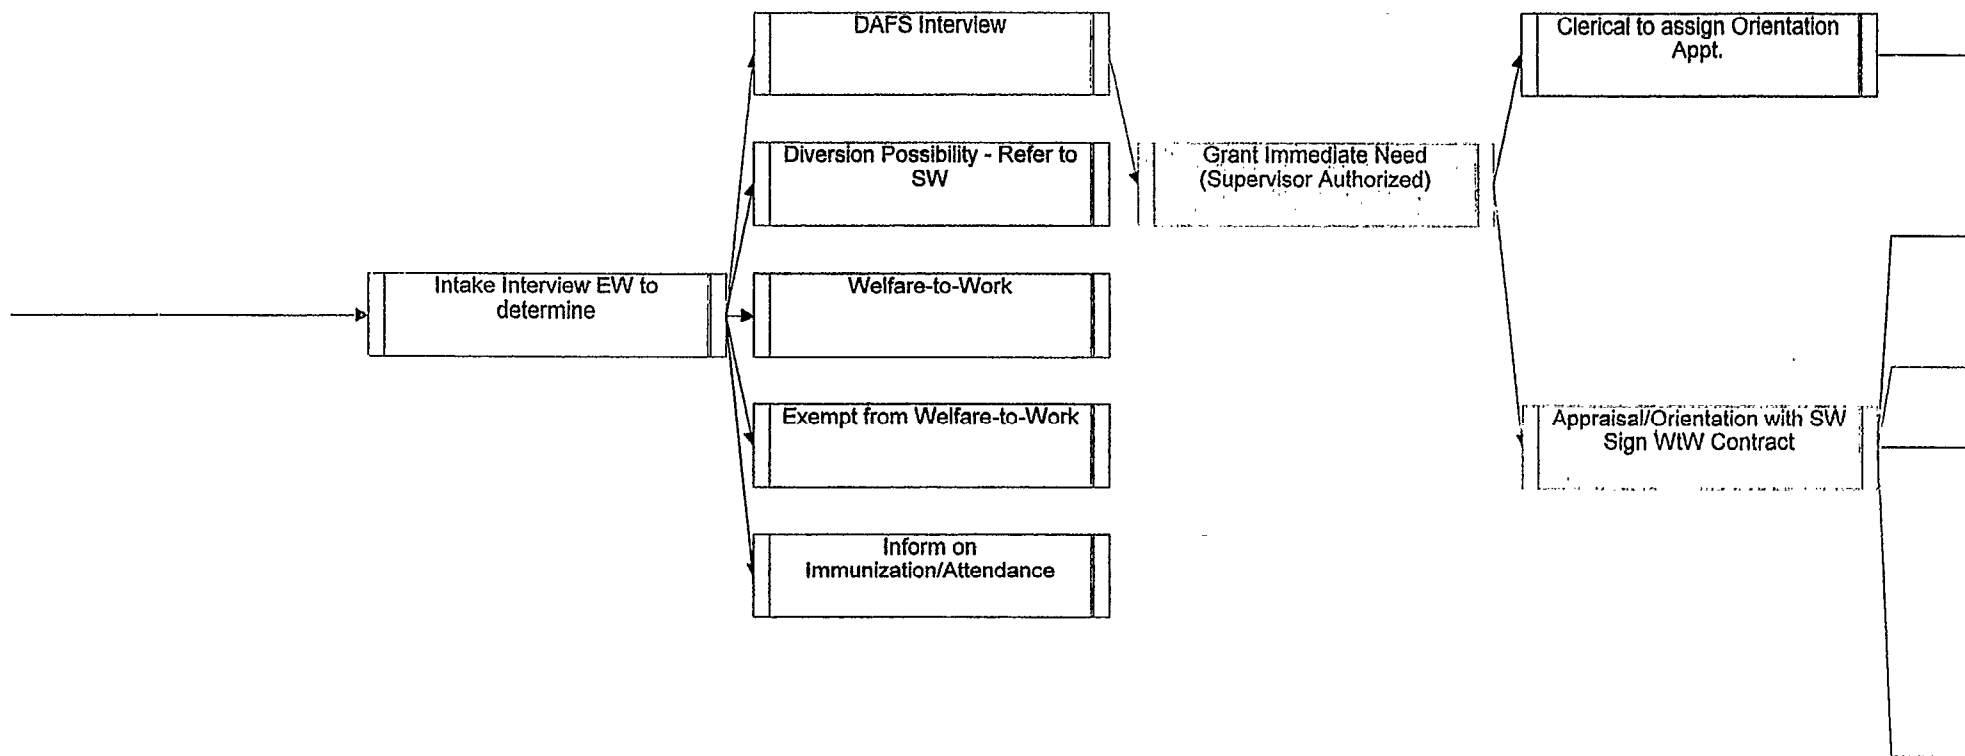 DAFS Interview
Clerical to assign Orientation
Appt.
Diversion Possibility - Refer to
SW
Grant Immediate Need
(Supervisor Authorized)
Intake Interview EW to
determine
Welfare-to-Work
Exempt from Welfare-to-Work
Appraisal/Orientation with SW
Sign WtW Contract
Inform on
Immunization/Attendance